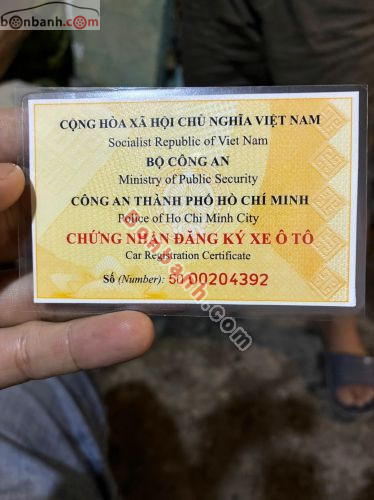 bonbanh.com
CỘNG HÒA XÃ HỘI CHỦ NGHĨA VIỆT NAM
Socialist Republic of Viet Nam
BỘ CÔNG AN
Ministry of Public Security
CÔNG AN THÀNH PHỐ HỒ CHÍ MINH
Police of Ho Chi Minh City
CHỨNG NHẬN ĐĂNG KÝ XE Ô TÔ
Car Registration Certificate
Số (Number): 50 00204392
Bonbanh.com